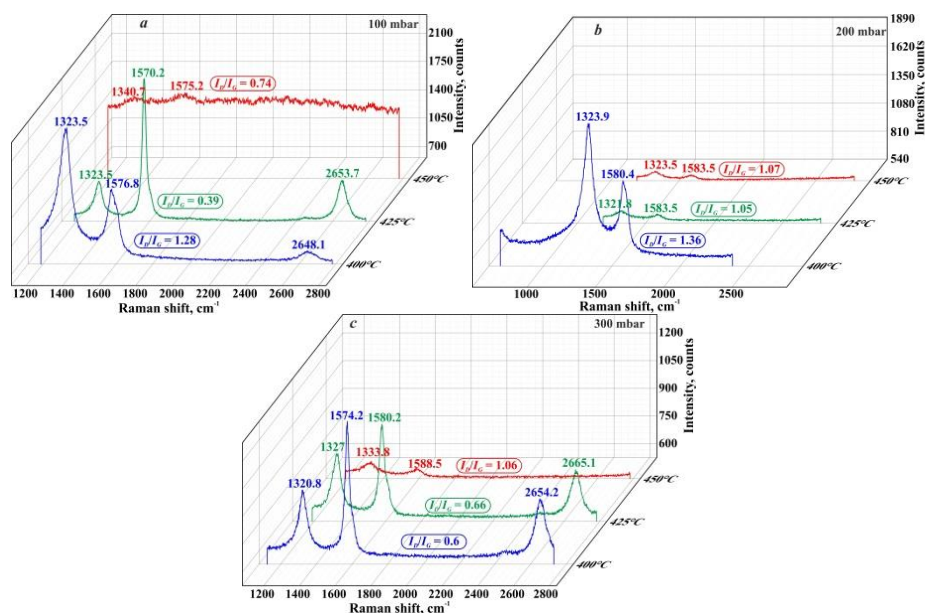 a
100 mbar
2100
1750
1400
1050
700
Intensity, counts
1570.2
1340.7
1575.2
I_D/I_G = 0.74
1323.5
1323.5
1576.8
2653.7
I_D/I_G = 0.39
I_D/I_G = 1.28
2648.1
450°C
425°C
400°C
1200 1400 1600 1800 2000 2200 2400 2600 2800
Raman shift, cm⁻¹
b
200 mbar
1890
1620
1350
1080
810
540
Intensity, counts
1323.9
1580.4
1323.5
1583.5
I_D/I_G = 1.07
1321.8
1583.5
I_D/I_G = 1.05
I_D/I_G = 1.36
450°C
425°C
400°C
1000 1500 2000 2500
Raman shift, cm⁻¹
c
300 mbar
1200
1050
900
750
600
Intensity, counts
1574.2
1580.2
1327
1333.8
1588.5
I_D/I_G = 1.06
1320.8
2665.1
I_D/I_G = 0.66
2654.2
I_D/I_G = 0.6
450°C
425°C
400°C
1200 1400 1600 1800 2000 2200 2400 2600 2800
Raman shift, cm⁻¹